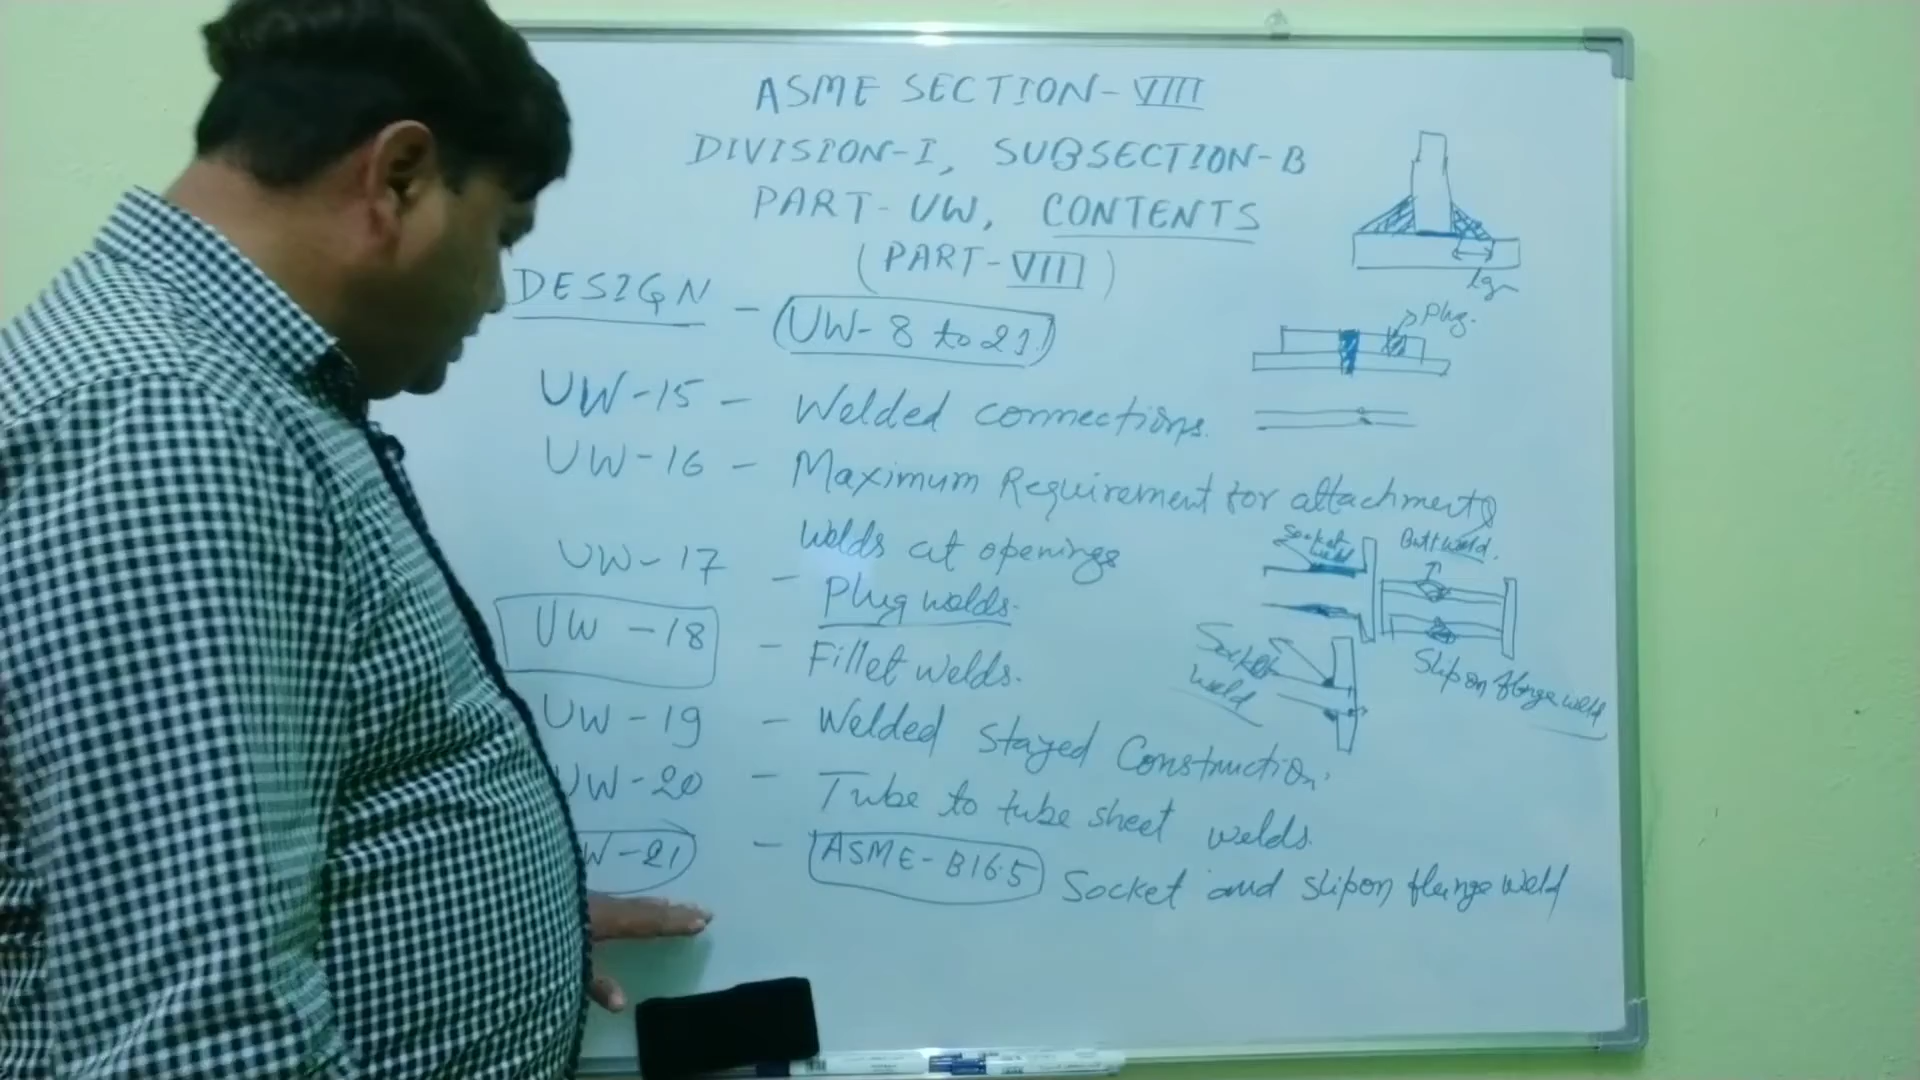 ASME SECTION-VIII
DIVISION-I, SUBSECTION-B
PART-UW, CONTENTS
(PART-VII)
DESIGN - (UW-8 to 21)
UW-15 - Welded connections.
UW-16 - Maximum Requirement for attachments
welds at openings
UW-17 - Plug welds.
UW-18 - Fillet welds.
UW-19 - Welded Stayed Construction.
UW-20 - Tube to tube sheet welds.
W-21 - ASME-B16.5 Socket and slipon flange weld
Leg
Plug.
Socket weld
Butt weld.
Slip on flange weld
Socket weld